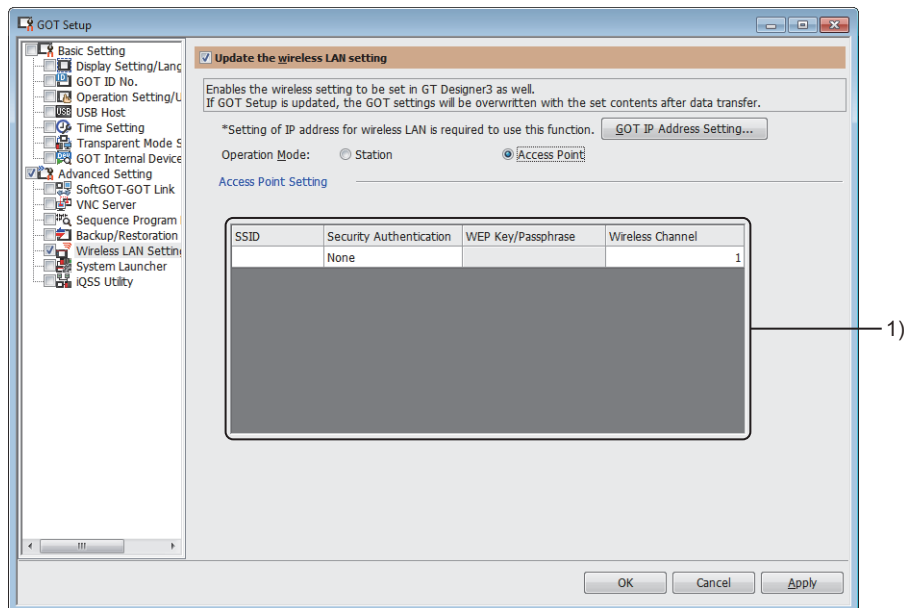 GOT Setup
Basic Setting
Display Setting/Lang
GOT ID No.
Operation Setting/U
USB Host
Time Setting
Transparent Mode S
GOT Internal Device
Advanced Setting
SoftGOT-GOT Link
VNC Server
Sequence Program
Backup/Restoration
Wireless LAN Setting
System Launcher
iQSS Utility
Update the wireless LAN setting
Enables the wireless setting to be set in GT Designer3 as well.
If GOT Setup is updated, the GOT settings will be overwritten with the set contents after data transfer.
*Setting of IP address for wireless LAN is required to use this function. GOT IP Address Setting...
Operation Mode: Station Access Point
Access Point Setting
SSID Security Authentication WEP Key/Passphrase Wireless Channel
None 1
1)
OK Cancel Apply